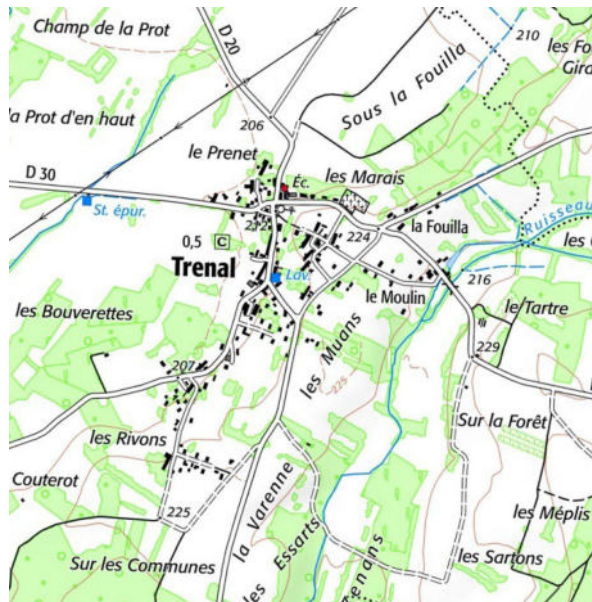 Champ de la Prot
D 20
210
les Fo
Gira
Sous la Fouilla
la Prot d'en haut
206
le Prenet
D 30
Éc.
les Marais
St. épur.
212
la Fouilla
224
Ruisseau
0,5 C
les C
Trenal
Lav.
216
le Moulin
le Tartre
les Bouverettes
229
les Muans
207
225
Sur la Forêt
les Rivons
Couterot
225
la Varenne
les Méplis
Sur les Communes
les Essarts
Tenans
les Sartons